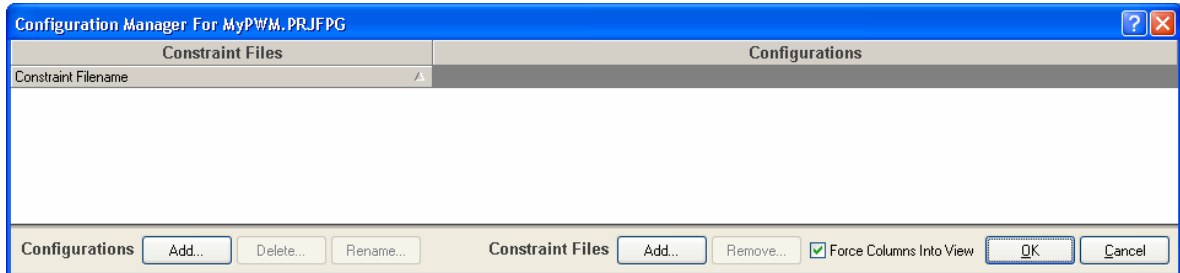 Configuration Manager For MyPWM.PRJFPG
Constraint Files Configurations
Constraint Filename
Configurations Add... Delete... Rename... Constraint Files Add... Remove... Force Columns Into View OK Cancel